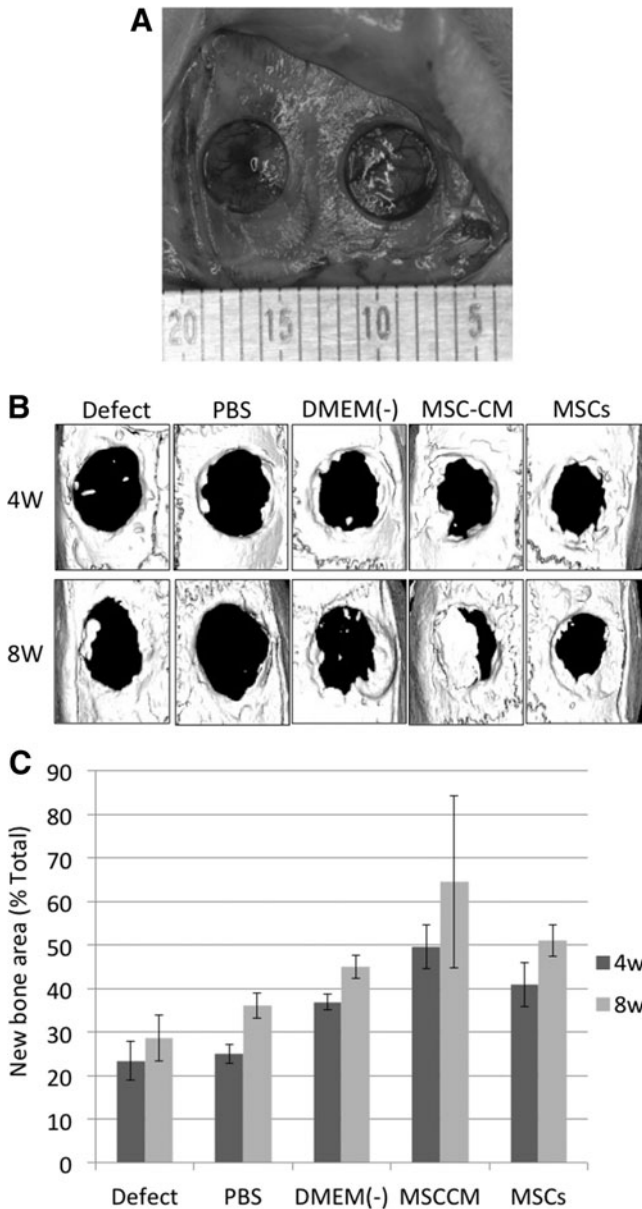 A
20 15 10 5
B
Defect PBS DMEM(-) MSC-CM MSCs
4W
8W
C
90
80
70
60
50
40
30
20
10
0
New bone area (% Total)
4w
8w
Defect PBS DMEM(-) MSCCM MSCs